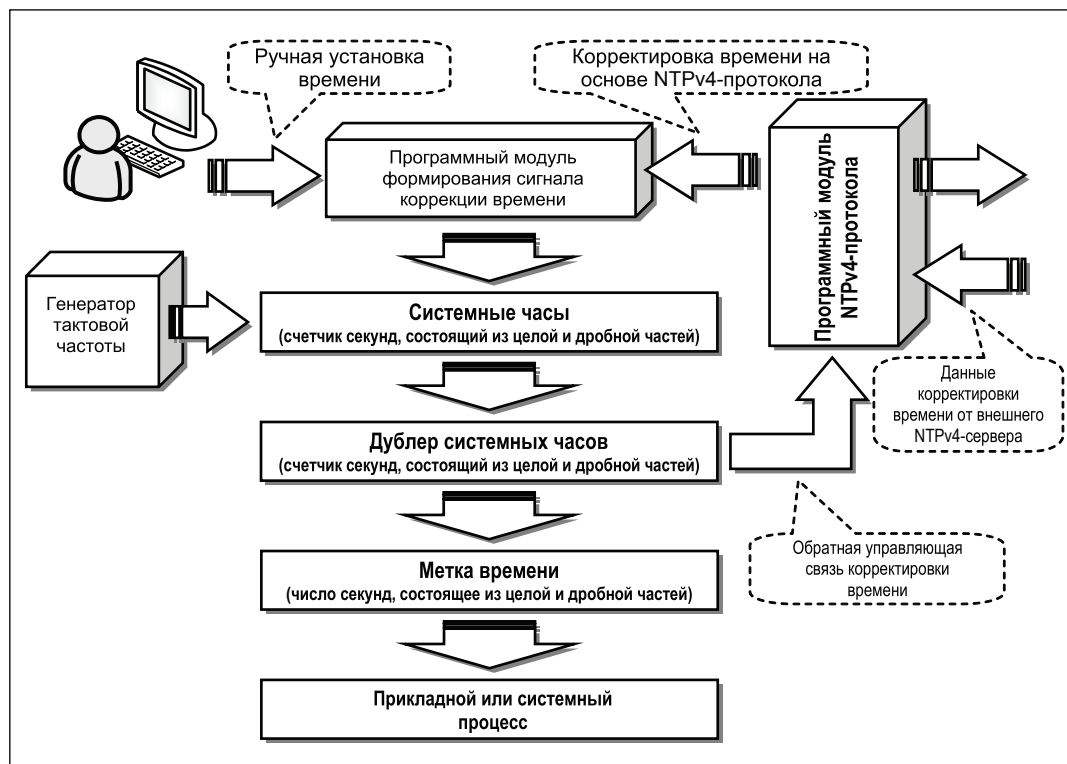 Ручная установка
времени
Корректировка времени на
основе NTPv4-протокола
Программный модуль
формирования сигнала
коррекции времени
Программный модуль
NTPv4-протокола
Генератор
тактовой
частоты
Системные часы
(счетчик секунд, состоящий из целой и дробной частей)
Данные
корректировки
времени от внешнего
NTPv4-сервера
Дублер системных часов
(счетчик секунд, состоящий из целой и дробной частей)
Обратная управляющая
связь корректировки
времени
Метка времени
(число секунд, состоящее из целой и дробной частей)
Прикладной или системный
процесс